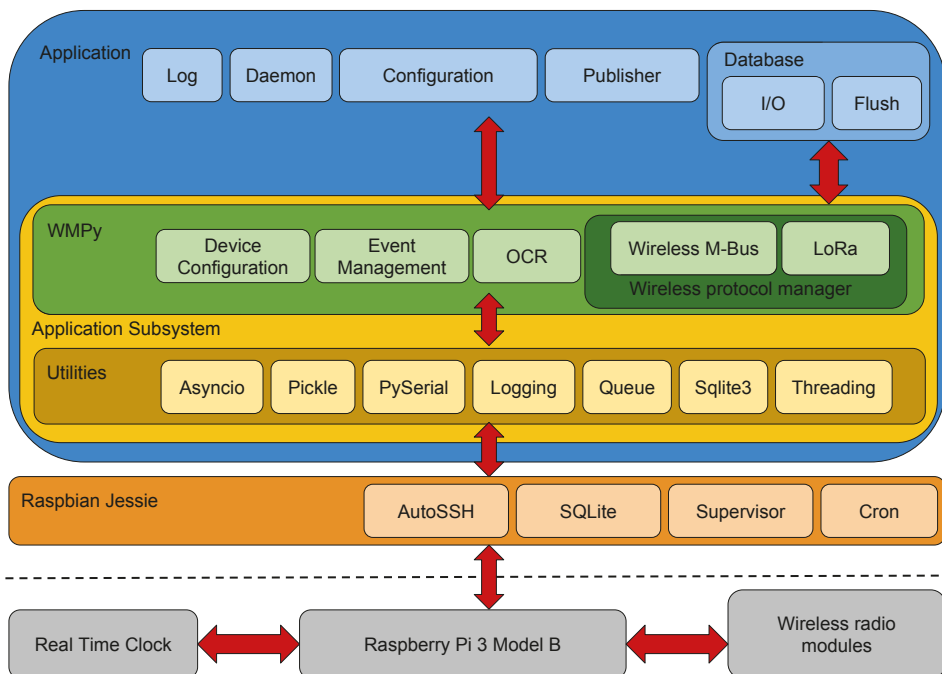 Application
Log
Daemon
Configuration
Publisher
Database
I/O
Flush
WMPy
Device
Configuration
Event
Management
OCR
Wireless M-Bus
LoRa
Wireless protocol manager
Application Subsystem
Utilities
Asyncio
Pickle
PySerial
Logging
Queue
Sqlite3
Threading
Raspbian Jessie
AutoSSH
SQLite
Supervisor
Cron
Real Time Clock
Raspberry Pi 3 Model B
Wireless radio
modules